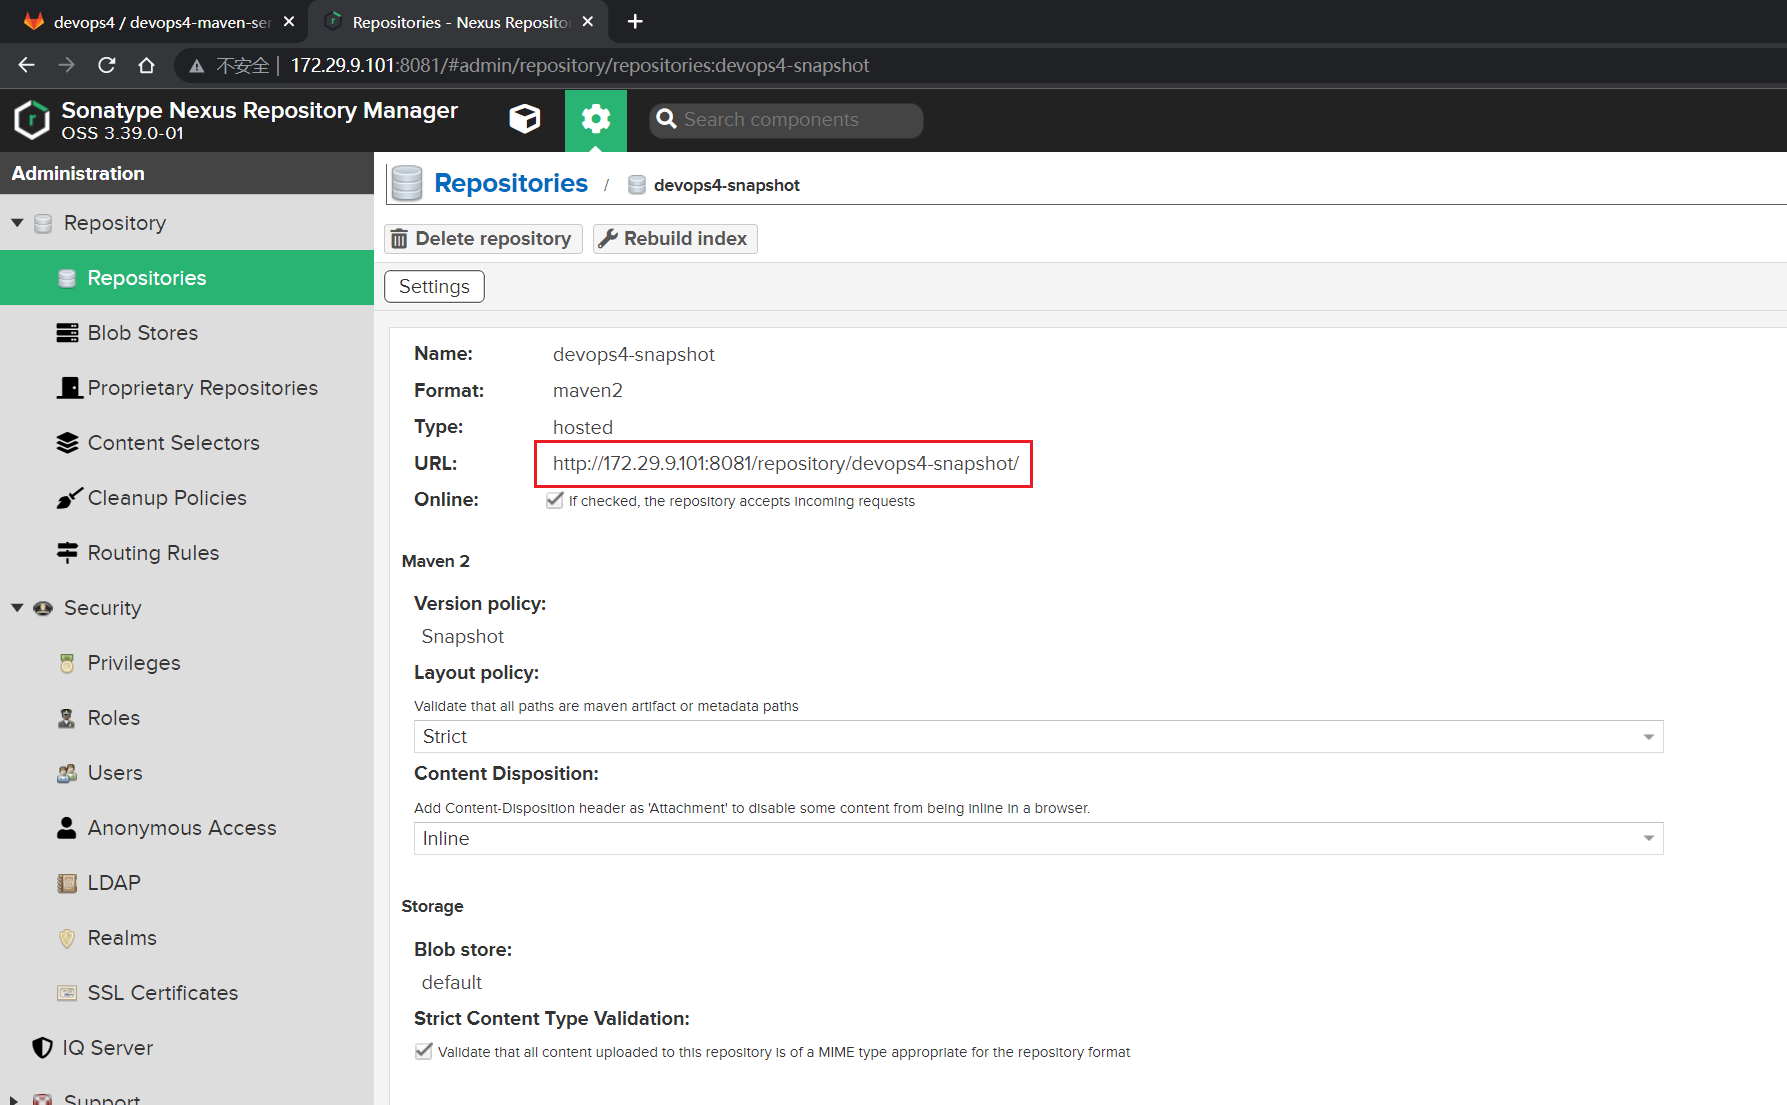 devops4 / devops4-maven-ser
Repositories - Nexus Reposito
不安全 | 172.29.9.101:8081/#admin/repository/repositories:devops4-snapshot
Sonatype Nexus Repository Manager
OSS 3.39.0-01
Search components
Administration
Repository
Repositories
Blob Stores
Proprietary Repositories
Content Selectors
Cleanup Policies
Routing Rules
Security
Privileges
Roles
Users
Anonymous Access
LDAP
Realms
SSL Certificates
IQ Server
Support
Repositories / devops4-snapshot
Delete repository
Rebuild index
Settings
Name: devops4-snapshot
Format: maven2
Type: hosted
URL: http://172.29.9.101:8081/repository/devops4-snapshot/
Online: If checked, the repository accepts incoming requests
Maven 2
Version policy:
Snapshot
Layout policy:
Validate that all paths are maven artifact or metadata paths
Strict
Content Disposition:
Add Content-Disposition header as 'Attachment' to disable some content from being inline in a browser.
Inline
Storage
Blob store:
default
Strict Content Type Validation:
Validate that all content uploaded to this repository is of a MIME type appropriate for the repository format